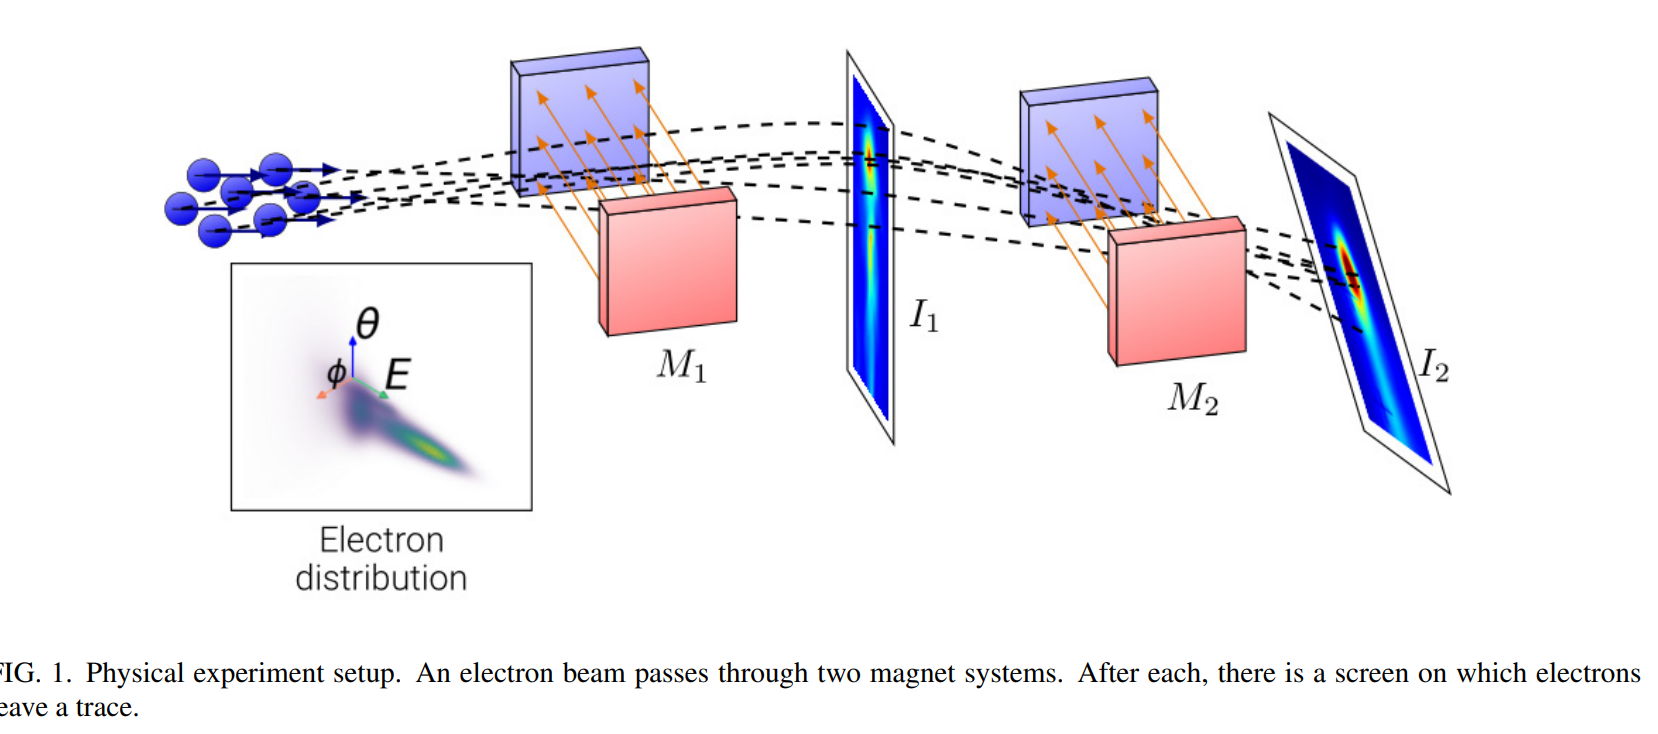 θ
ϕ
E
M₁
I₁
M₂
I₂
Electron
distribution
FIG. 1. Physical experiment setup. An electron beam passes through two magnet systems. After each, there is a screen on which electrons
eave a trace.